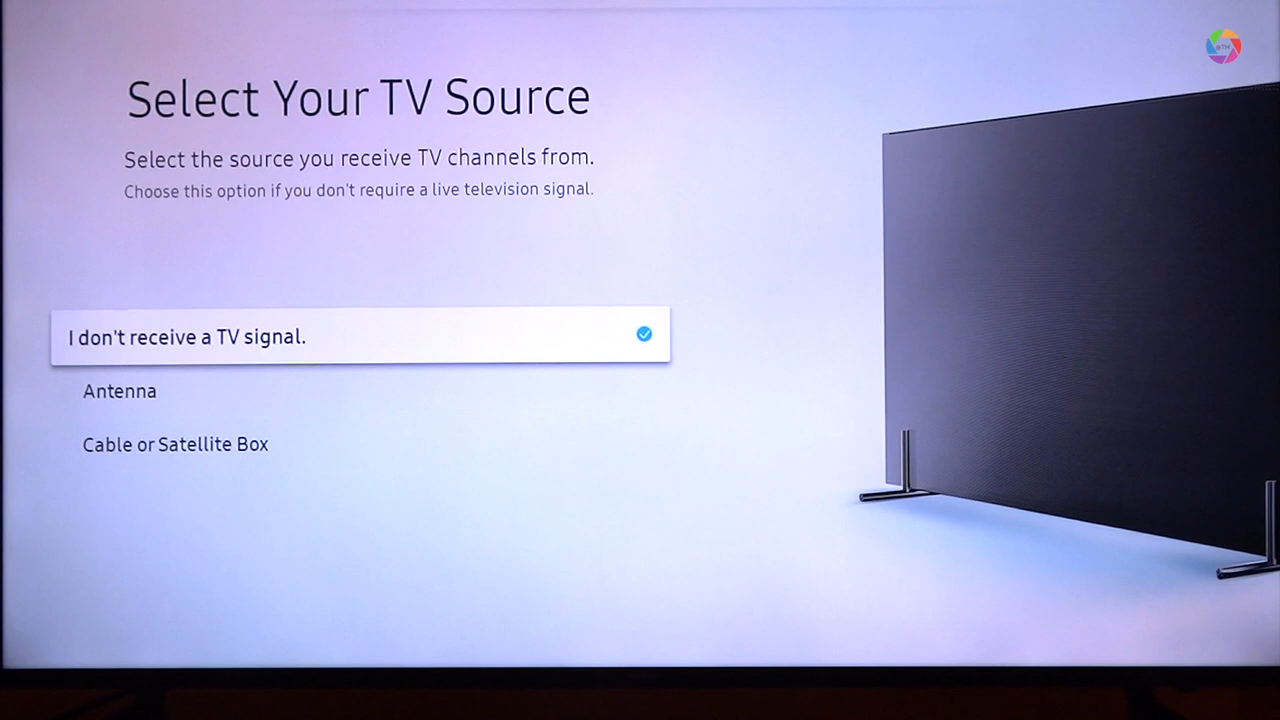 Select Your TV Source
Select the source you receive TV channels from.
Choose this option if you don't require a live television signal.
I don't receive a TV signal.
Antenna
Cable or Satellite Box